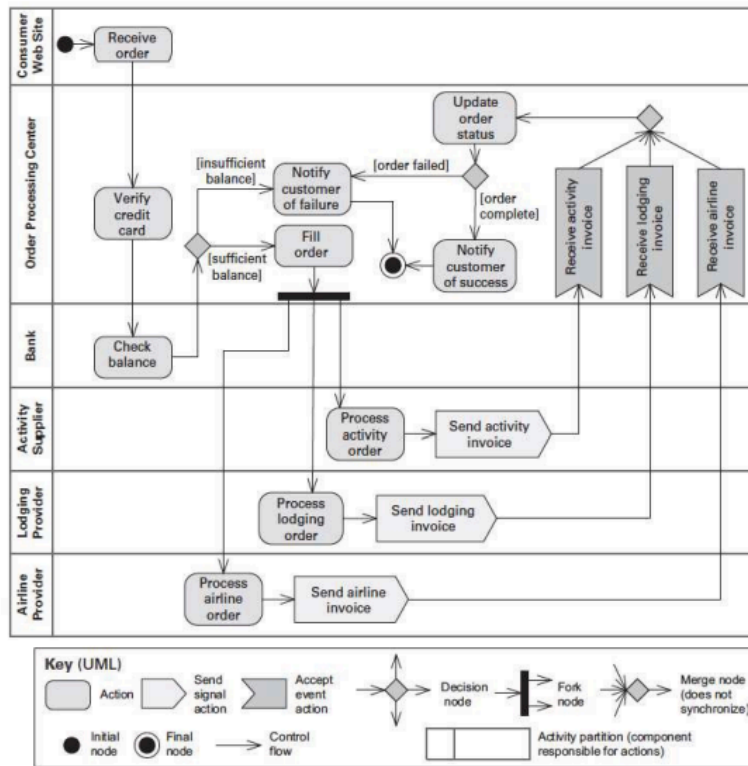 Consumer
Web Site
Receive
order
Order Processing Center
Update
order
status
[insufficient
balance]
Notify
customer
of failure
[order failed]
Verify
credit
card
[order
complete]
Fill
order
[sufficient
balance]
Notify
customer
of success
Receive activity
invoice
Receive lodging
invoice
Receive airline
invoice
Bank
Check
balance
Activity
Supplier
Process
activity
order
Send activity
invoice
Lodging
Provider
Process
lodging
order
Send lodging
invoice
Airline
Provider
Process
airline
order
Send airline
invoice
Key (UML)
Action
Send
signal
action
Accept
event
action
Decision
node
Fork
node
Merge node
(does not
synchronize)
Initial
node
Final
node
Control
flow
Activity partition (component
responsible for actions)